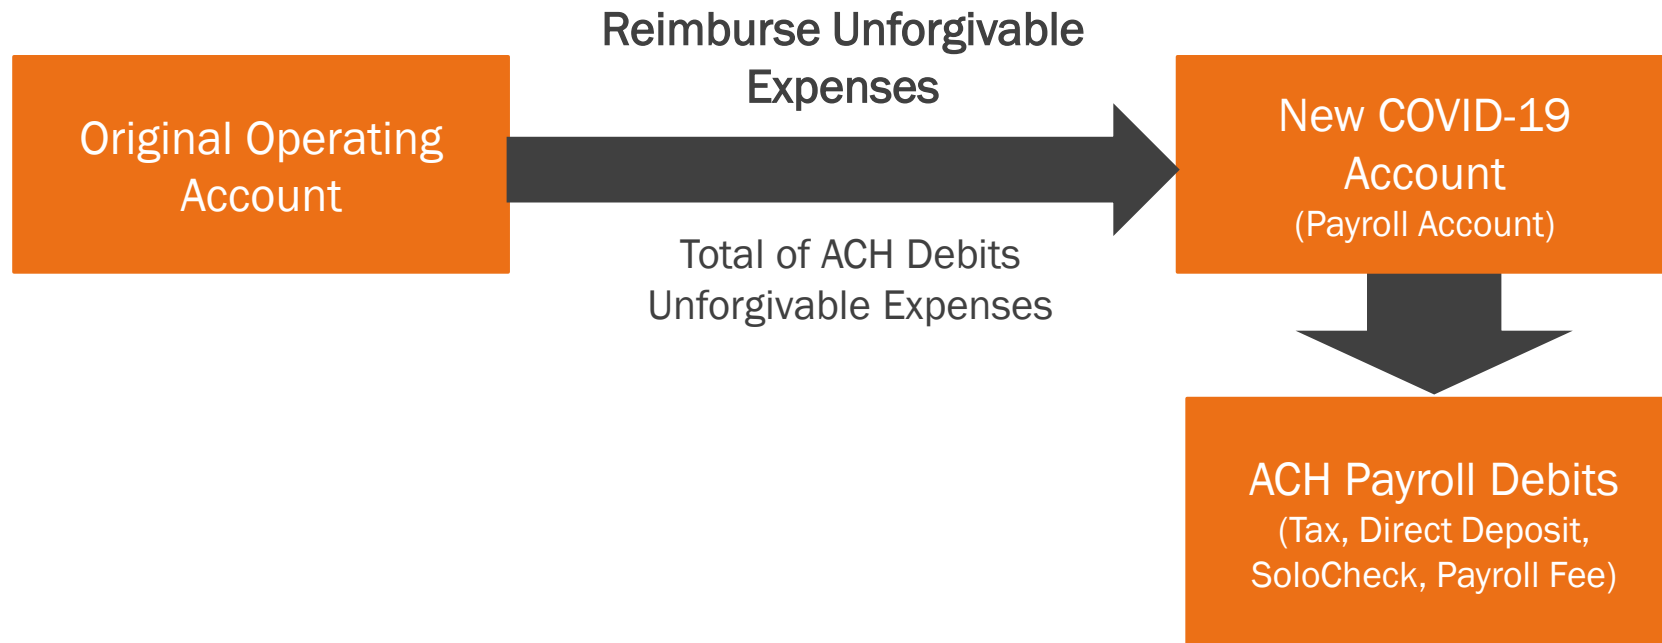 Reimburse Unforgivable
Expenses
Original Operating
Account
Total of ACH Debits
Unforgivable Expenses
New COVID-19
Account
(Payroll Account)
ACH Payroll Debits
(Tax, Direct Deposit,
SoloCheck, Payroll Fee)